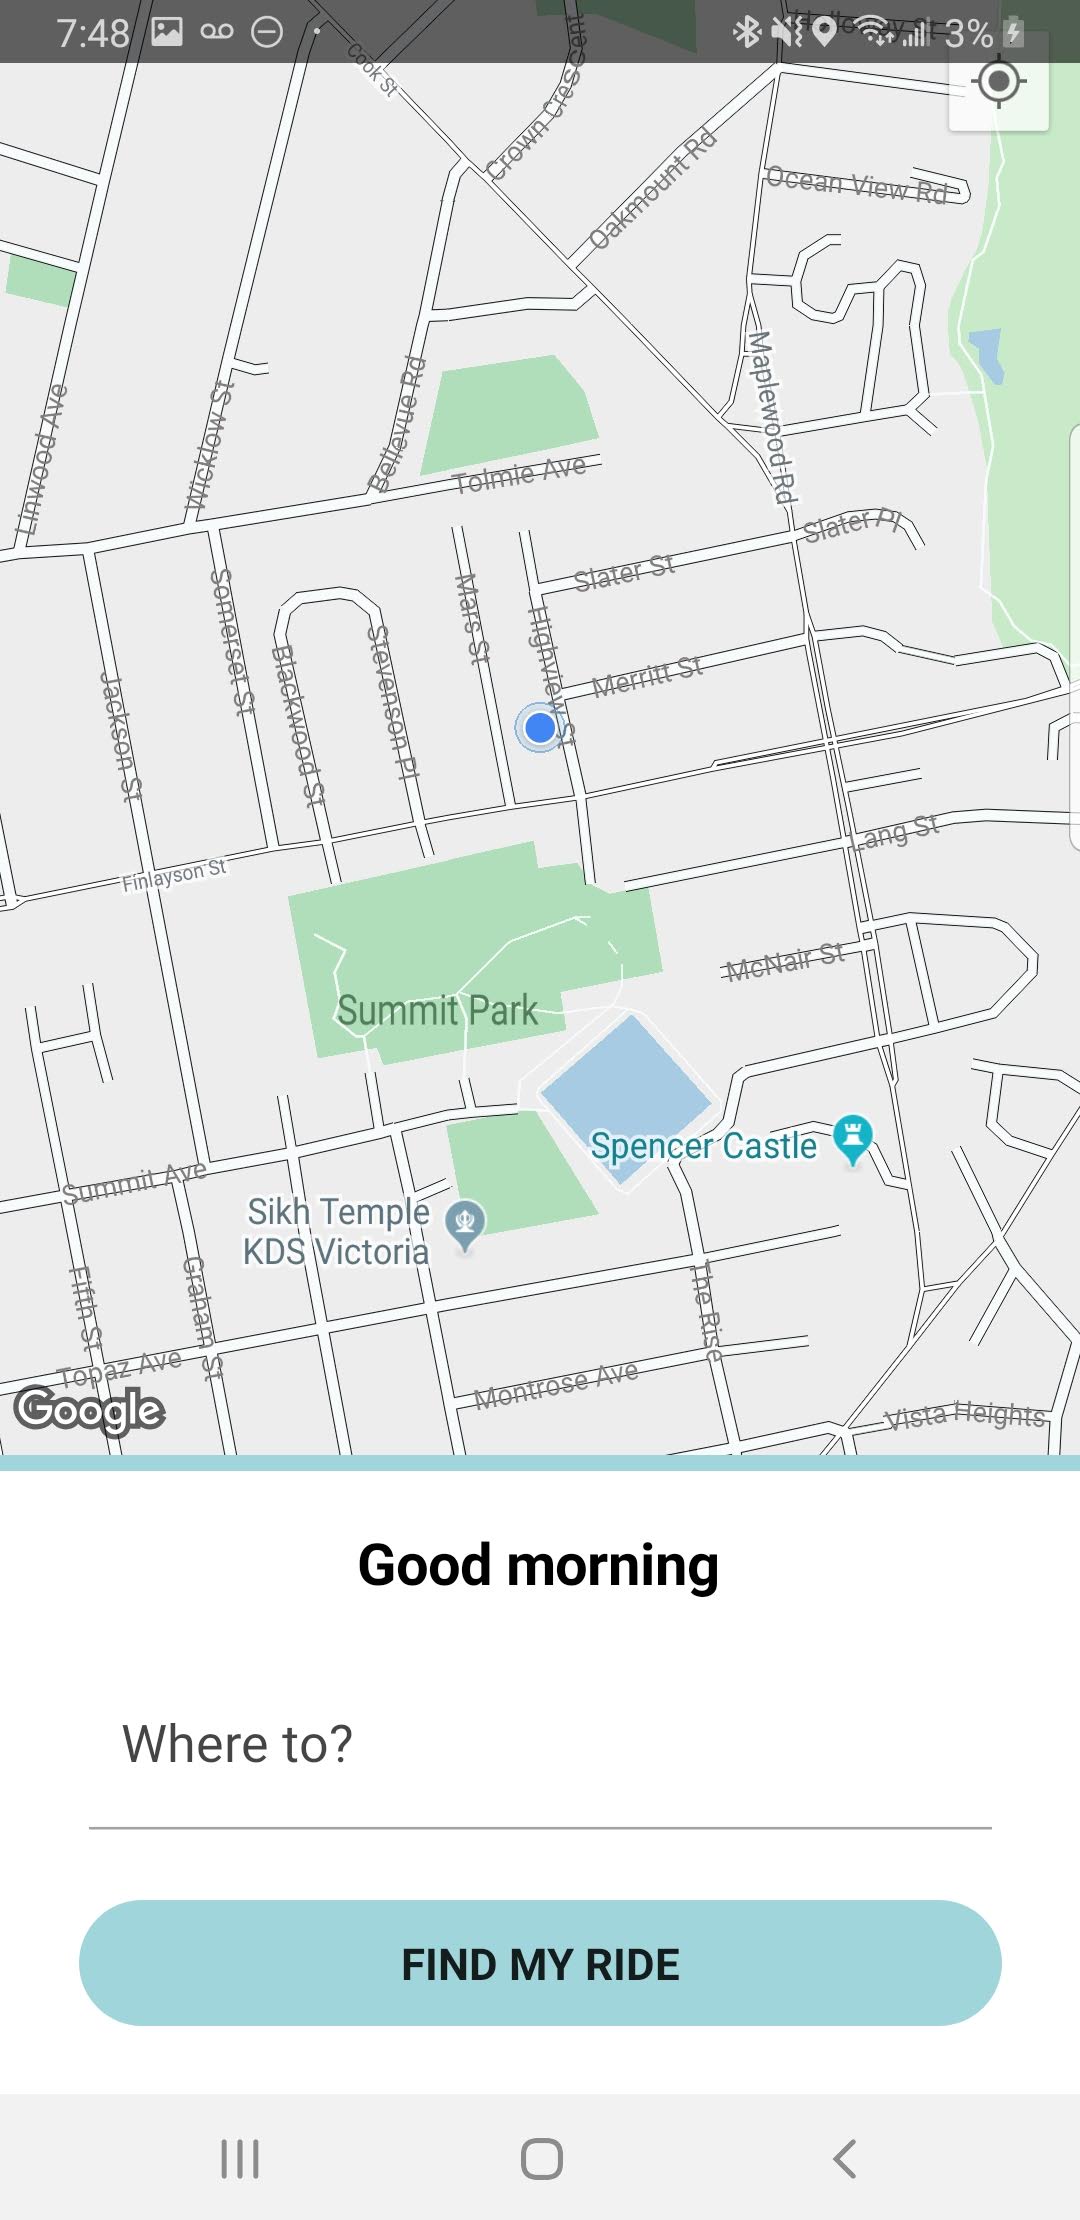 7:48
3%
Cook St
Crown Crescent
Oakmount Rd
Ocean View Rd
Maplewood Rd
Linwood Ave
Wicklow St
Bellevue Rd
Tolmie Ave
Slater Pl
Slater St
Mars St
Highview St
Somerset St
Blackwood St
Stevenson Pl
Jackson St
Merritt St
Finlayson St
Lang St
McNair St
Summit Park
Spencer Castle
Summit Ave
Sikh Temple
KDS Victoria
Fifth St
Graham St
The Rise
Topaz Ave
Montrose Ave
Vista Heights
Google
Good morning
Where to?
FIND MY RIDE